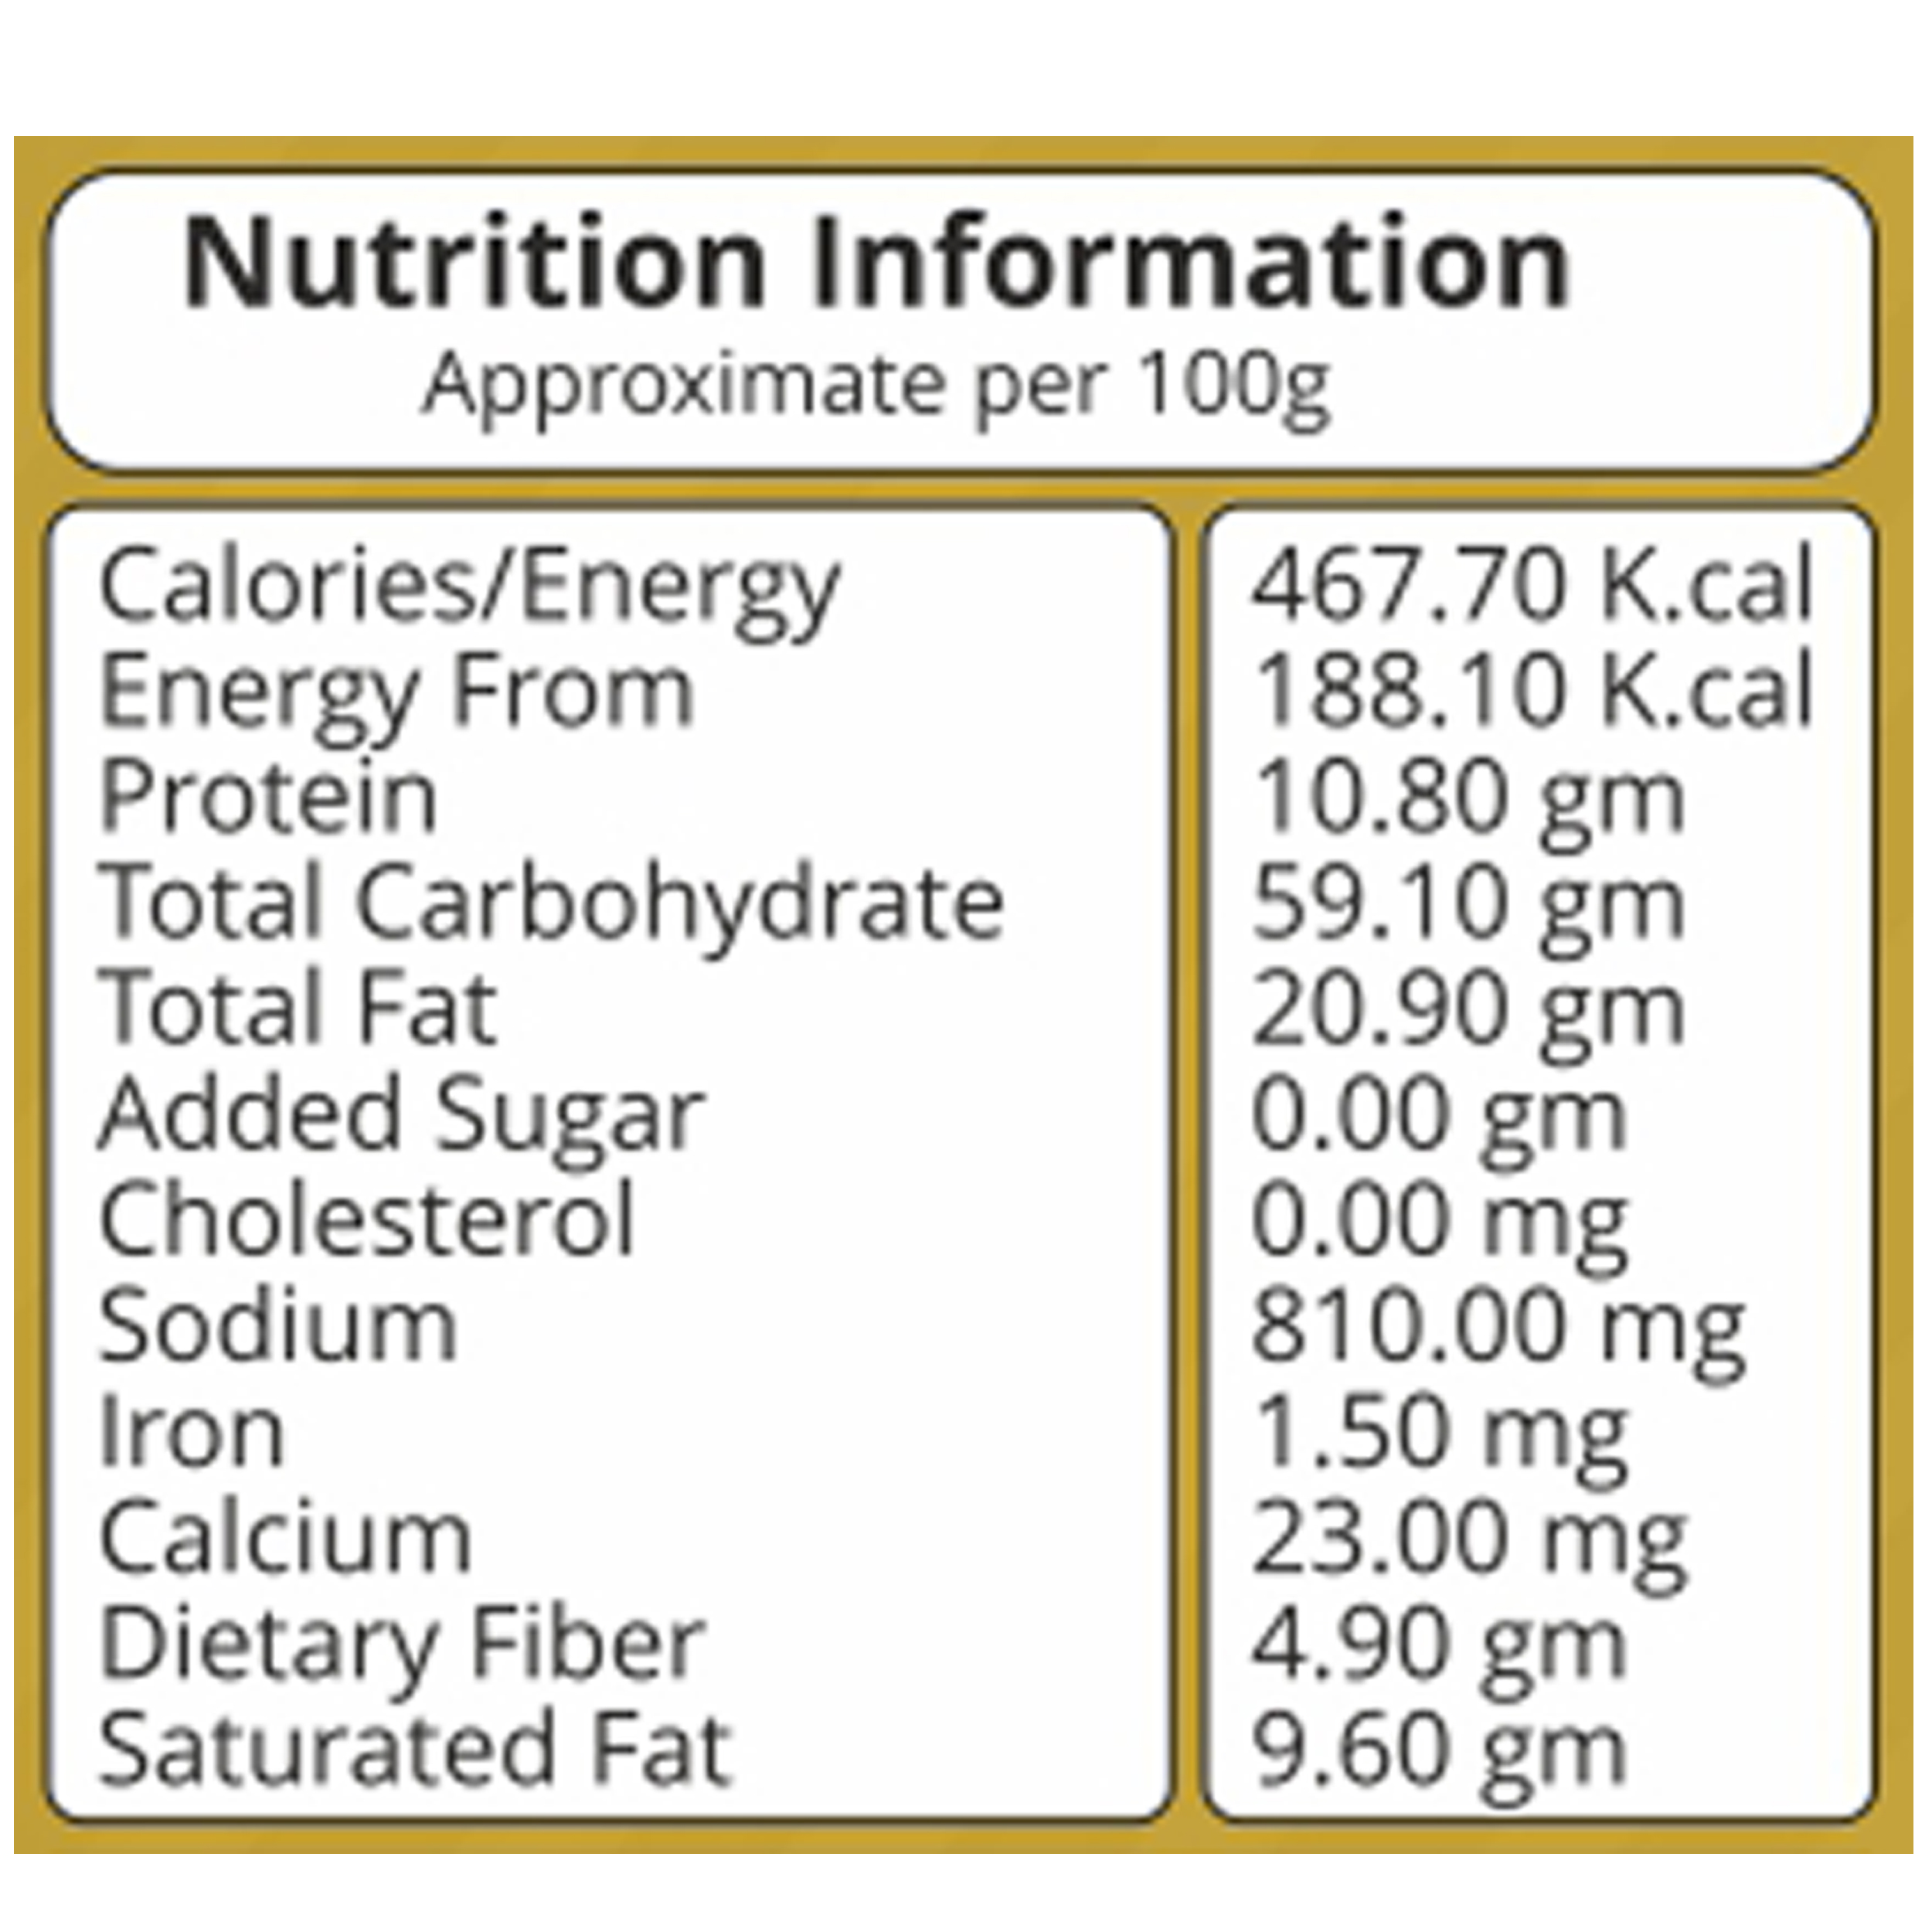 Nutrition Information
Approximate per 100g
Calories/Energy 467.70 K.cal
Energy From 188.10 K.cal
Protein 10.80 gm
Total Carbohydrate 59.10 gm
Total Fat 20.90 gm
Added Sugar 0.00 gm
Cholesterol 0.00 mg
Sodium 810.00 mg
Iron 1.50 mg
Calcium 23.00 mg
Dietary Fiber 4.90 gm
Saturated Fat 9.60 gm